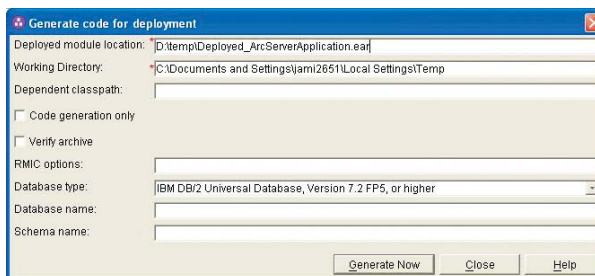 Generate code for deployment
Deployed module location: *D:\temp\Deployed_ArcServerApplication.ear
Working Directory: *C:\Documents and Settings\jami2651\Local Settings\Temp
Dependent classpath:
Code generation only
Verify archive
RMIC options:
Database type: IBM DB/2 Universal Database, Version 7.2 FP5, or higher
Database name:
Schema name:
Generate Now Close Help